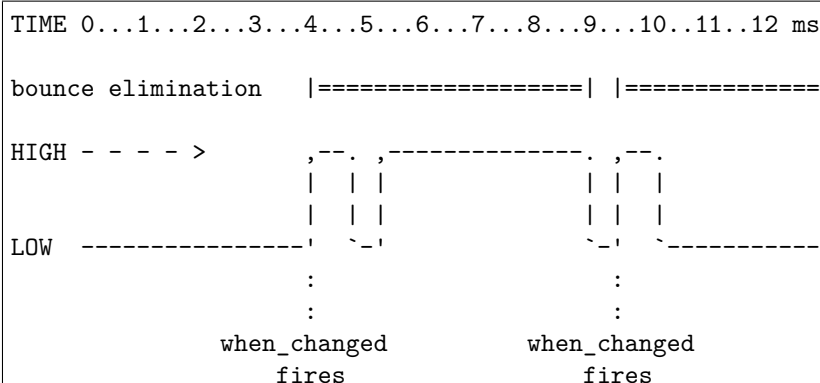 TIME 0...1...2...3...4...5...6...7...8...9...10..11..12 ms
bounce elimination |===================| |==============
HIGH - - - - > ,--. ,--------------. ,--.
| | | | | |
| | | | | |
LOW ----------------' `-' `-' `-----------
: :
: :
when_changed when_changed
fires fires